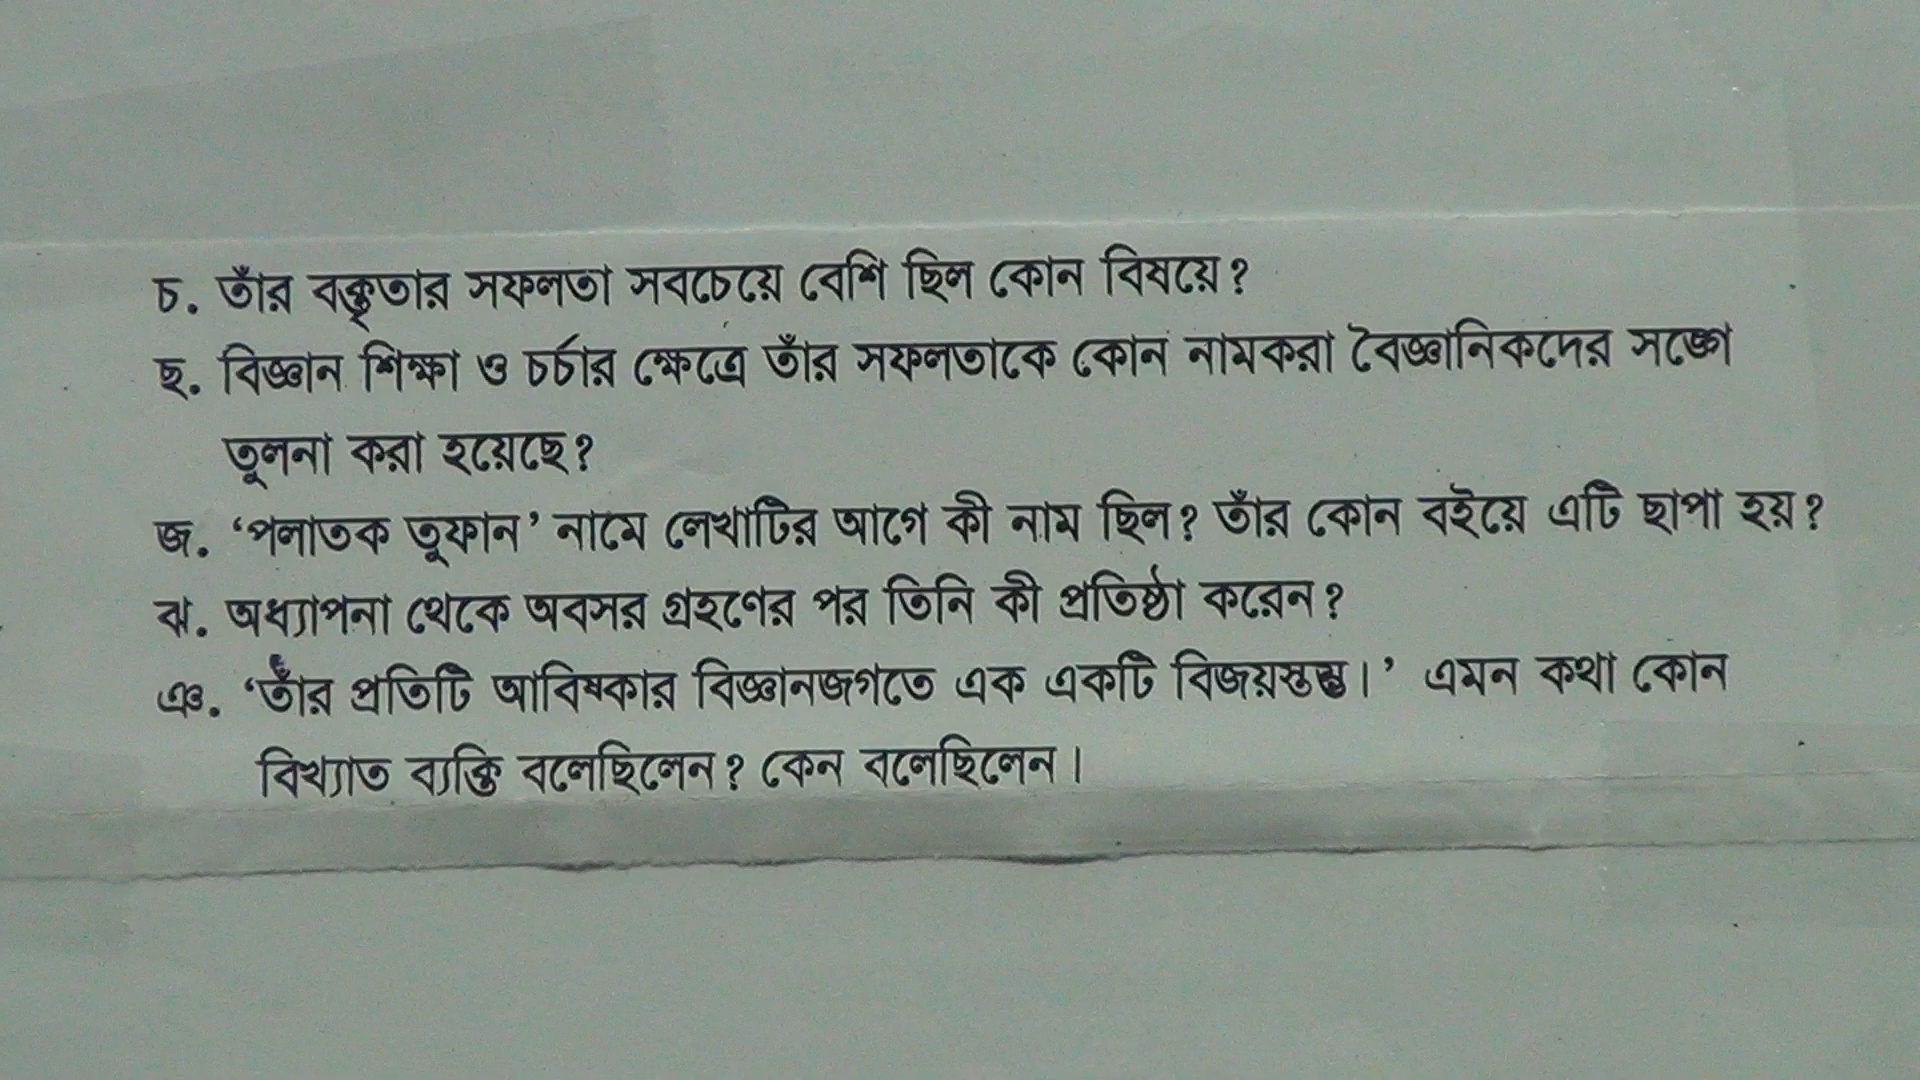 চ. তাঁর বক্তৃতার সফলতা সবচেয়ে বেশি ছিল কোন বিষয়ে?
ছ. বিজ্ঞান শিক্ষা ও চর্চার ক্ষেত্রে তাঁর সফলতাকে কোন নামকরা বৈজ্ঞানিকদের সঙ্গে
তুলনা করা হয়েছে?
জ. ‘পলাতক তুফান’ নামে লেখাটির আগে কী নাম ছিল? তাঁর কোন বইয়ে এটি ছাপা হয়?
ঝ. অধ্যাপনা থেকে অবসর গ্রহণের পর তিনি কী প্রতিষ্ঠা করেন?
ঞ. ‘তাঁর প্রতিটি আবিষ্কার বিজ্ঞানজগতে এক একটি বিজয়স্তম্ভ।’ এমন কথা কোন
বিখ্যাত ব্যক্তি বলেছিলেন? কেন বলেছিলেন।